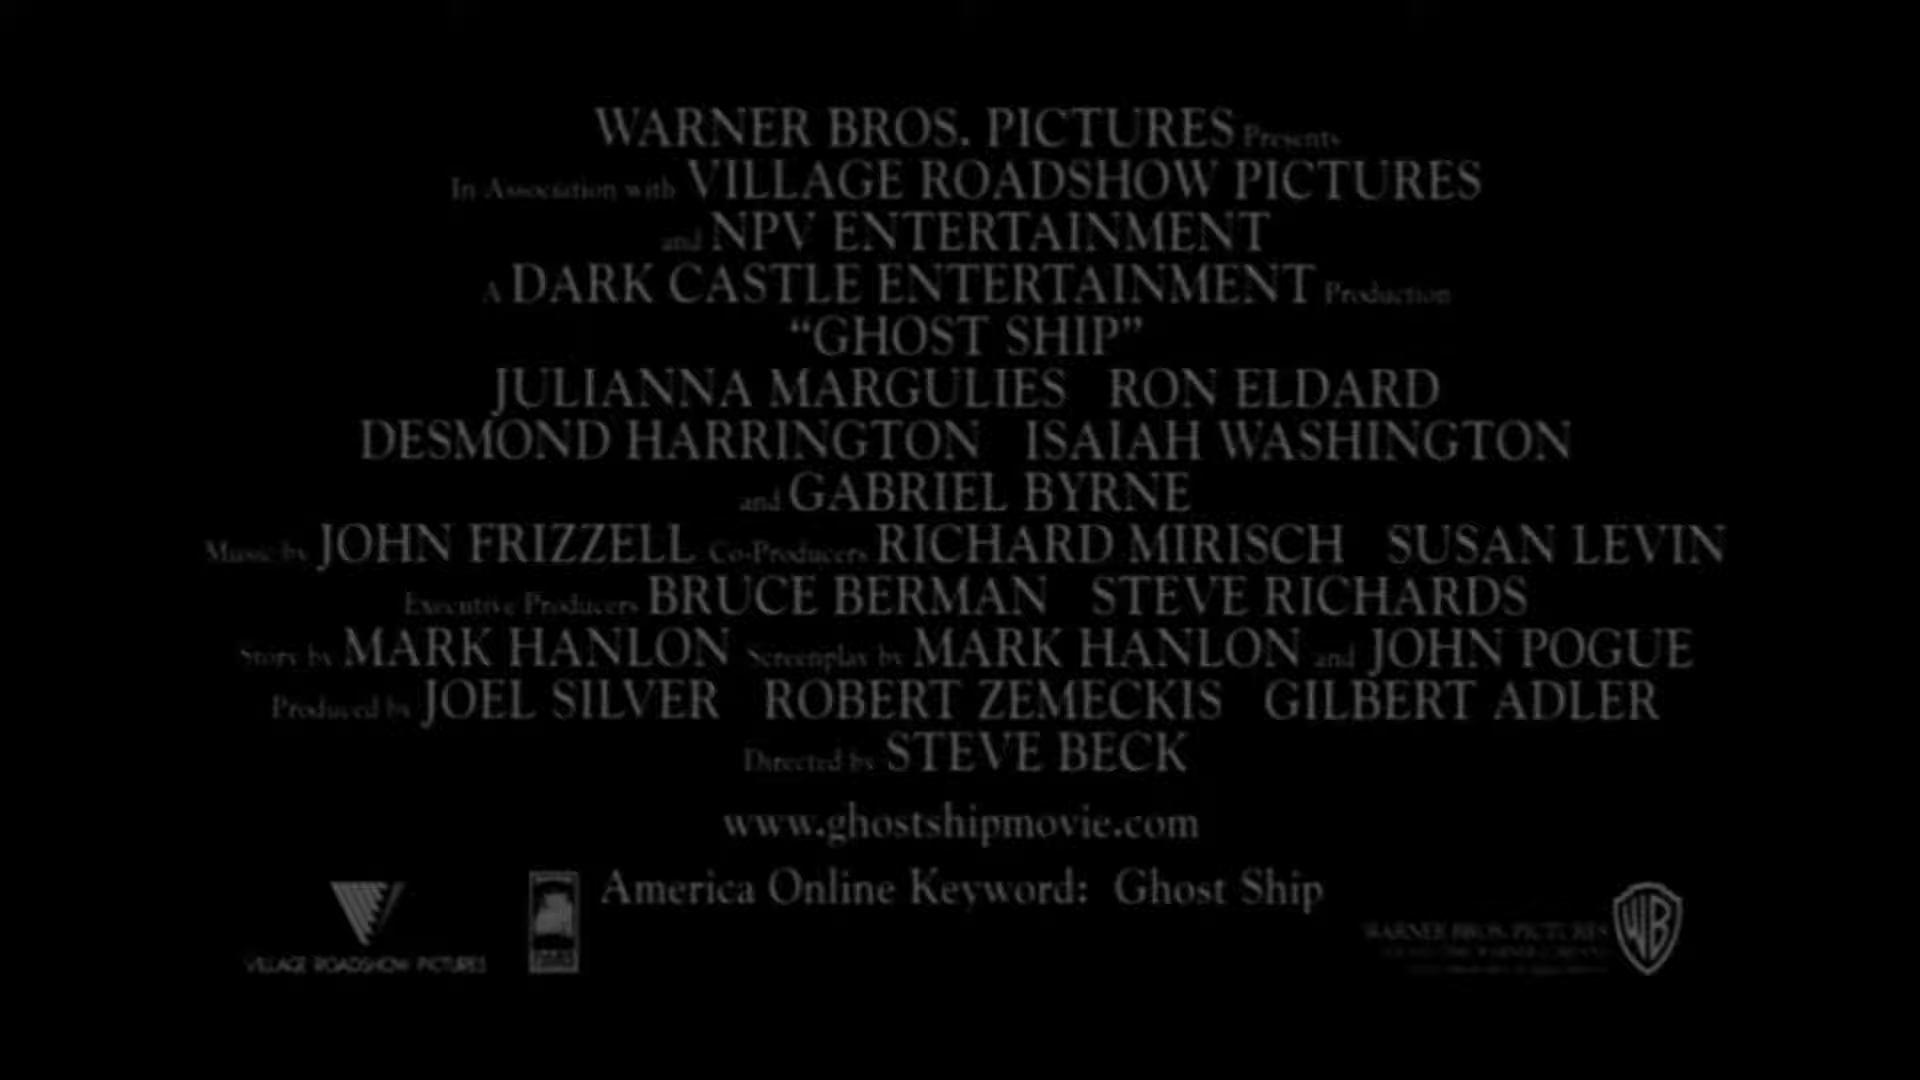 WARNER BROS. PICTURES Presents
In Association with VILLAGE ROADSHOW PICTURES
and NPV ENTERTAINMENT
A DARK CASTLE ENTERTAINMENT Production
“GHOST SHIP”
JULIANNA MARGULIES RON ELDARD
DESMOND HARRINGTON ISAIAH WASHINGTON
and GABRIEL BYRNE
Music by JOHN FRIZZELL Co-Producers RICHARD MIRISCH SUSAN LEVIN
Executive Producers BRUCE BERMAN STEVE RICHARDS
Story by MARK HANLON Screenplay by MARK HANLON and JOHN POGUE
Produced by JOEL SILVER ROBERT ZEMECKIS GILBERT ADLER
Directed by STEVE BECK
www.ghostshipmovie.com
America Online Keyword: Ghost Ship
VILLAGE ROADSHOW PICTURES
WARNER BROS. PICTURES
WB